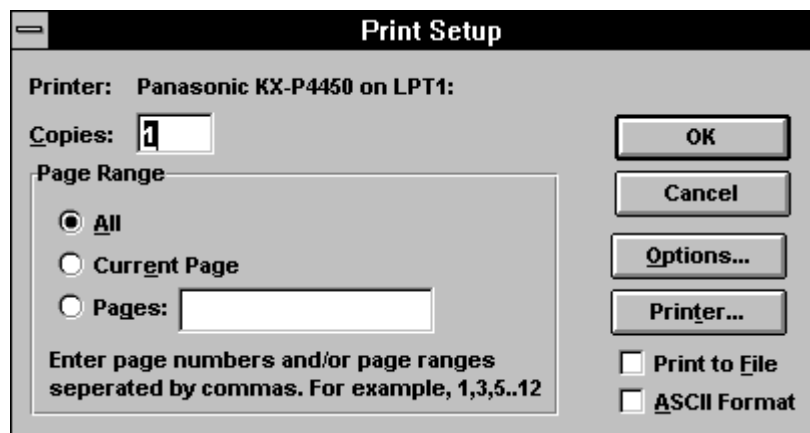 Print Setup
Printer: Panasonic KX-P4450 on LPT1:
Copies: 1
OK
Page Range
Cancel
All
Current Page
Options...
Pages:
Printer...
Enter page numbers and/or page ranges
seperated by commas. For example, 1,3,5..12
Print to File
ASCII Format